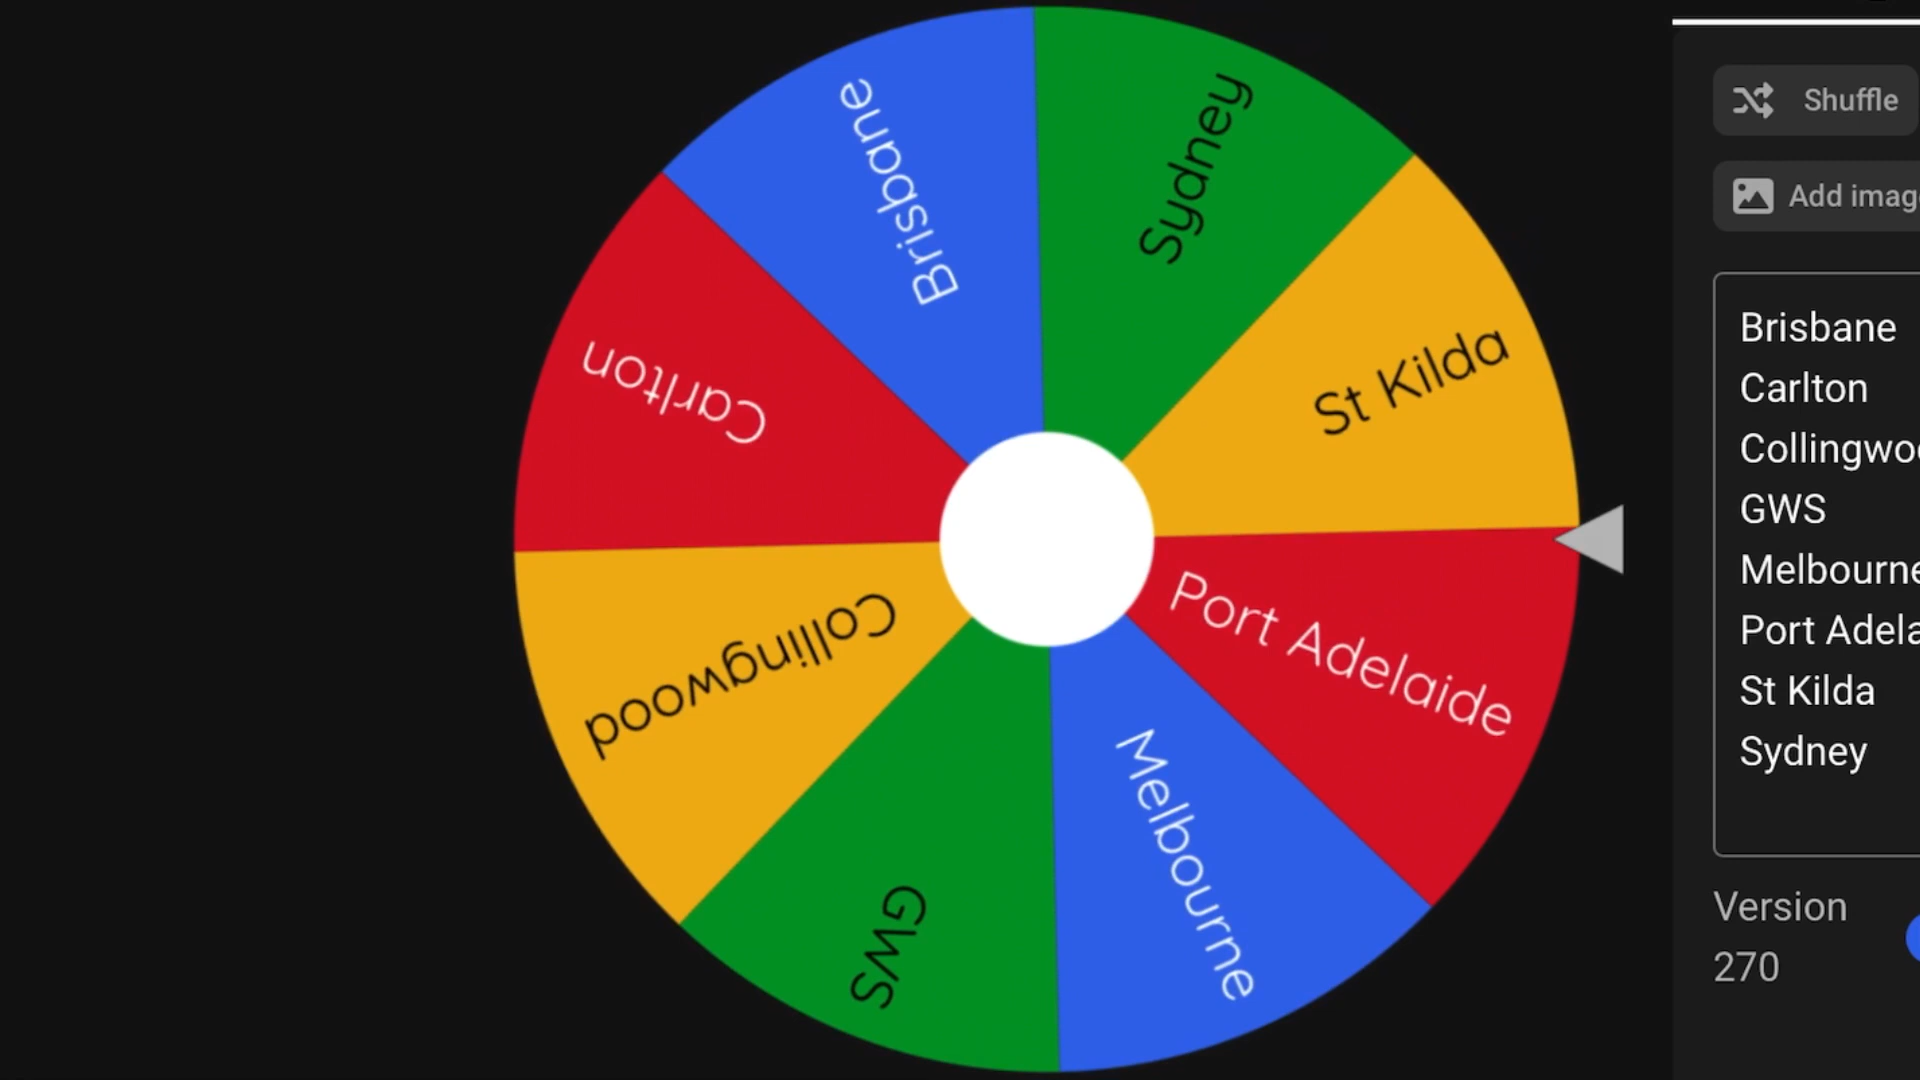 Brisbane
Sydney
Carlton
St Kilda
Collingwood
Port Adelaide
GWS
Melbourne
Shuffle
Add imag
Brisbane
Carlton
Collingwoo
GWS
Melbourne
Port Adela
St Kilda
Sydney
Version
270